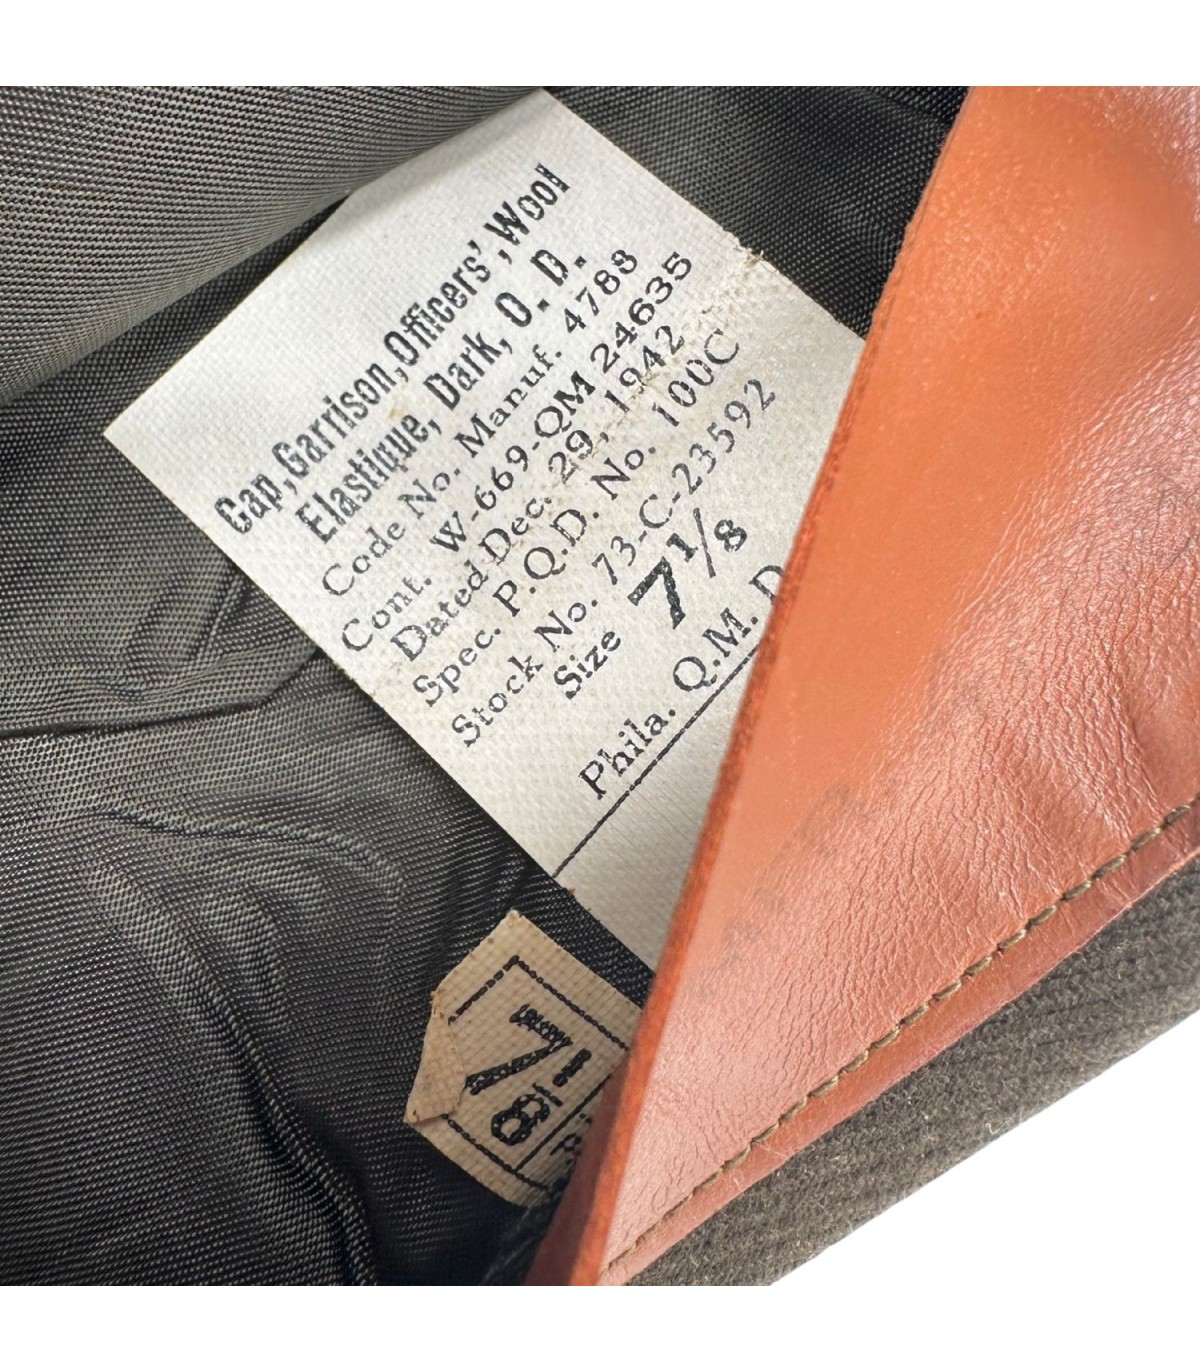 Cap, Garrison, Officers', Wool
Elastique, Dark, O. D.
Code No. Manuf. 4788
Cont. W-669-QM 24635
Dated Dec. 29, 1942
Spec. P.Q.D. No. 100C
Stock No. 73-C-23592
Size 7 1/8
Phila. Q.M. D
7 1/8